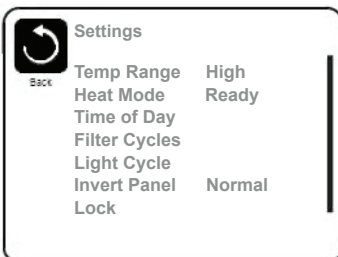 Settings
Back
Temp Range High
Heat Mode Ready
Time of Day
Filter Cycles
Light Cycle
Invert Panel Normal
Lock